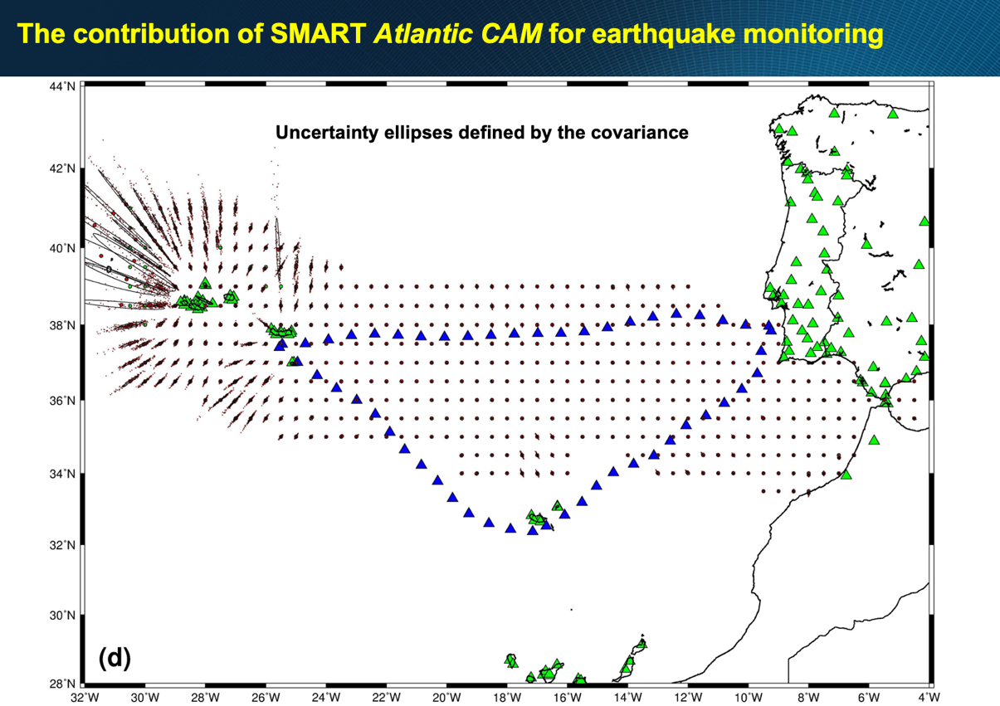 The contribution of SMART Atlantic CAM for earthquake monitoring
44°N
Uncertainty ellipses defined by the covariance
42°N
40°N
38°N
36°N
34°N
32°N
30°N
(d)
28°N
32°W 30°W 28°W 26°W 24°W 22°W 20°W 18°W 16°W 14°W 12°W 10°W 8°W 6°W 4°W